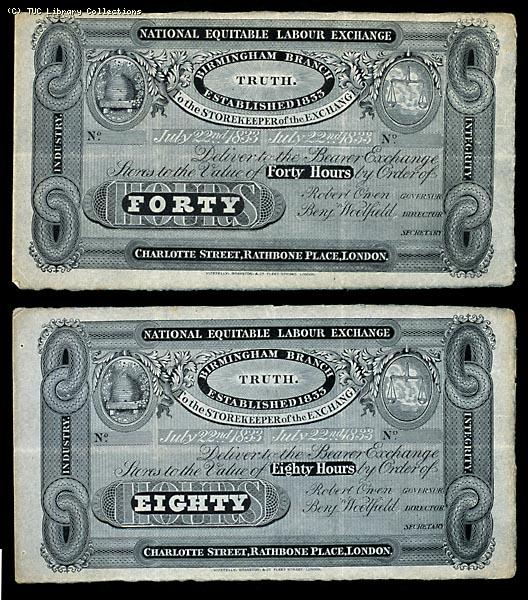 (C) TUC Library Collections
NATIONAL EQUITABLE LABOUR EXCHANGE
BIRMINGHAM BRANCH
TRUTH.
ESTABLISHED 1833
To the STOREKEEPER of the EXCHANGE
INDUSTRY
INTEGRITY
No July 22nd 1833 July 22nd 1833 No
Deliver to the Bearer Exchange
Stores to the Value of Forty Hours by Order of
Robert Owen GOVERNOR
HOURS
FORTY
Benj Woolfield DIRECTOR
SECRETARY
CHARLOTTE STREET, RATHBONE PLACE, LONDON.
NATIONAL EQUITABLE LABOUR EXCHANGE
BIRMINGHAM BRANCH
TRUTH.
ESTABLISHED 1833
To the STOREKEEPER of the EXCHANGE
INDUSTRY
INTEGRITY
No July 22nd 1833 July 22nd 1833 No
Deliver to the Bearer Exchange
Stores to the Value of Eighty Hours by Order of
Robert Owen GOVERNOR
HOURS
EIGHTY
Benj Woolfield DIRECTOR
SECRETARY
CHARLOTTE STREET, RATHBONE PLACE, LONDON.